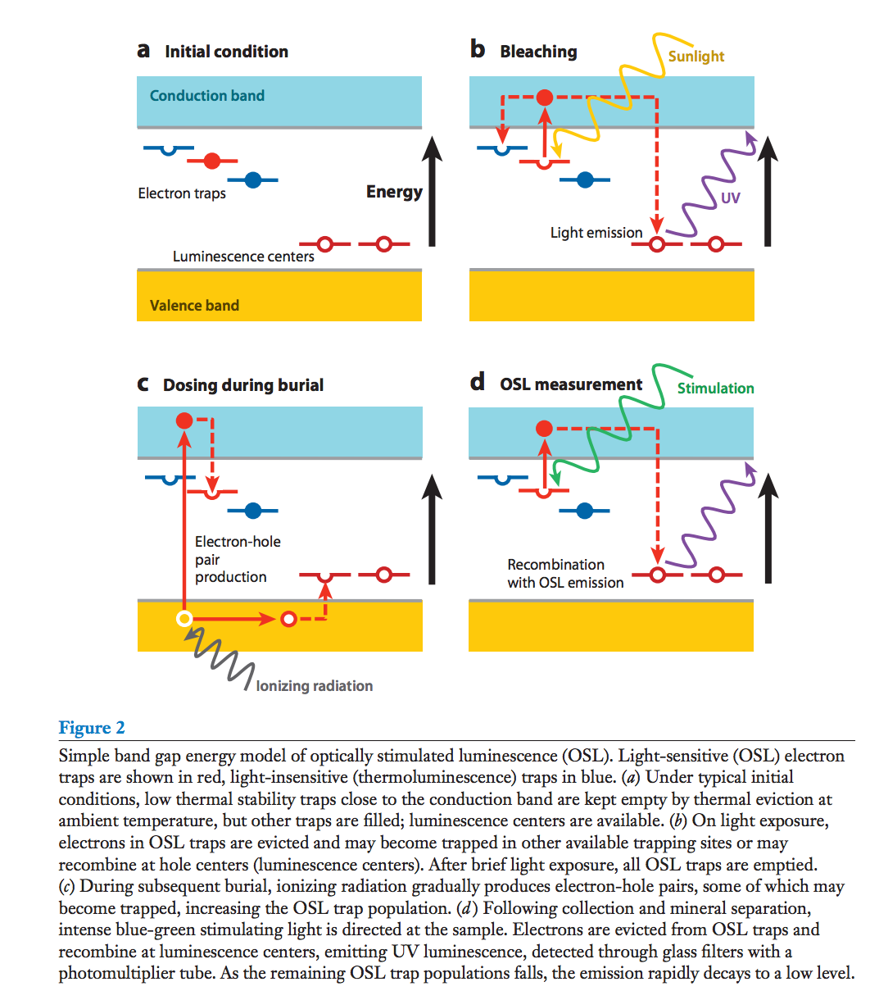 a Initial condition
Conduction band
Electron traps
Energy
Luminescence centers
Valence band
b Bleaching
Sunlight
UV
Light emission
c Dosing during burial
Electron-hole
pair
production
Ionizing radiation
d OSL measurement
Stimulation
Recombination
with OSL emission
Figure 2
Simple band gap energy model of optically stimulated luminescence (OSL). Light-sensitive (OSL) electron
traps are shown in red, light-insensitive (thermoluminescence) traps in blue. (a) Under typical initial
conditions, low thermal stability traps close to the conduction band are kept empty by thermal eviction at
ambient temperature, but other traps are filled; luminescence centers are available. (b) On light exposure,
electrons in OSL traps are evicted and may become trapped in other available trapping sites or may
recombine at hole centers (luminescence centers). After brief light exposure, all OSL traps are emptied.
(c) During subsequent burial, ionizing radiation gradually produces electron-hole pairs, some of which may
become trapped, increasing the OSL trap population. (d) Following collection and mineral separation,
intense blue-green stimulating light is directed at the sample. Electrons are evicted from OSL traps and
recombine at luminescence centers, emitting UV luminescence, detected through glass filters with a
photomultiplier tube. As the remaining OSL trap populations falls, the emission rapidly decays to a low level.